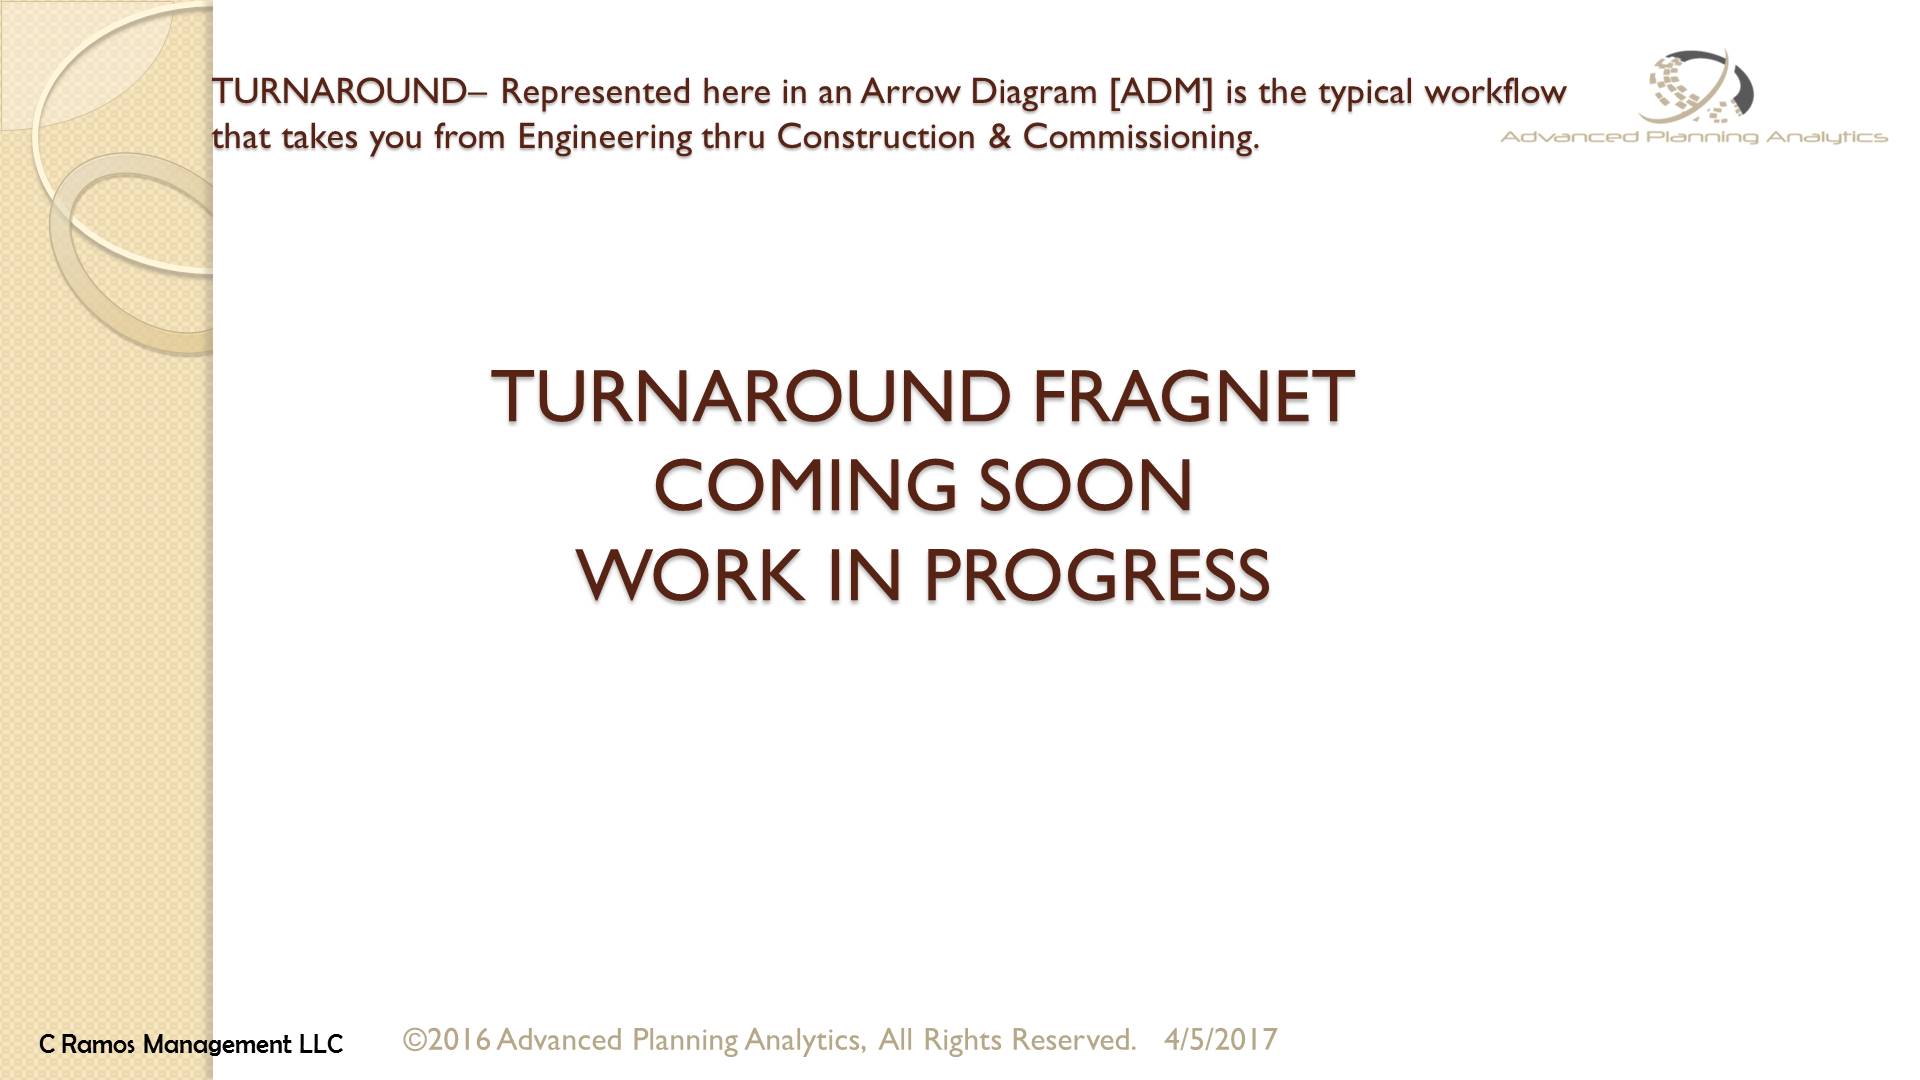 TURNAROUND– Represented here in an Arrow Diagram [ADM] is the typical workflow
that takes you from Engineering thru Construction & Commissioning.
Advanced Planning Analytics
TURNAROUND FRAGNET
COMING SOON
WORK IN PROGRESS
C Ramos Management LLC
©2016 Advanced Planning Analytics, All Rights Reserved. 4/5/2017